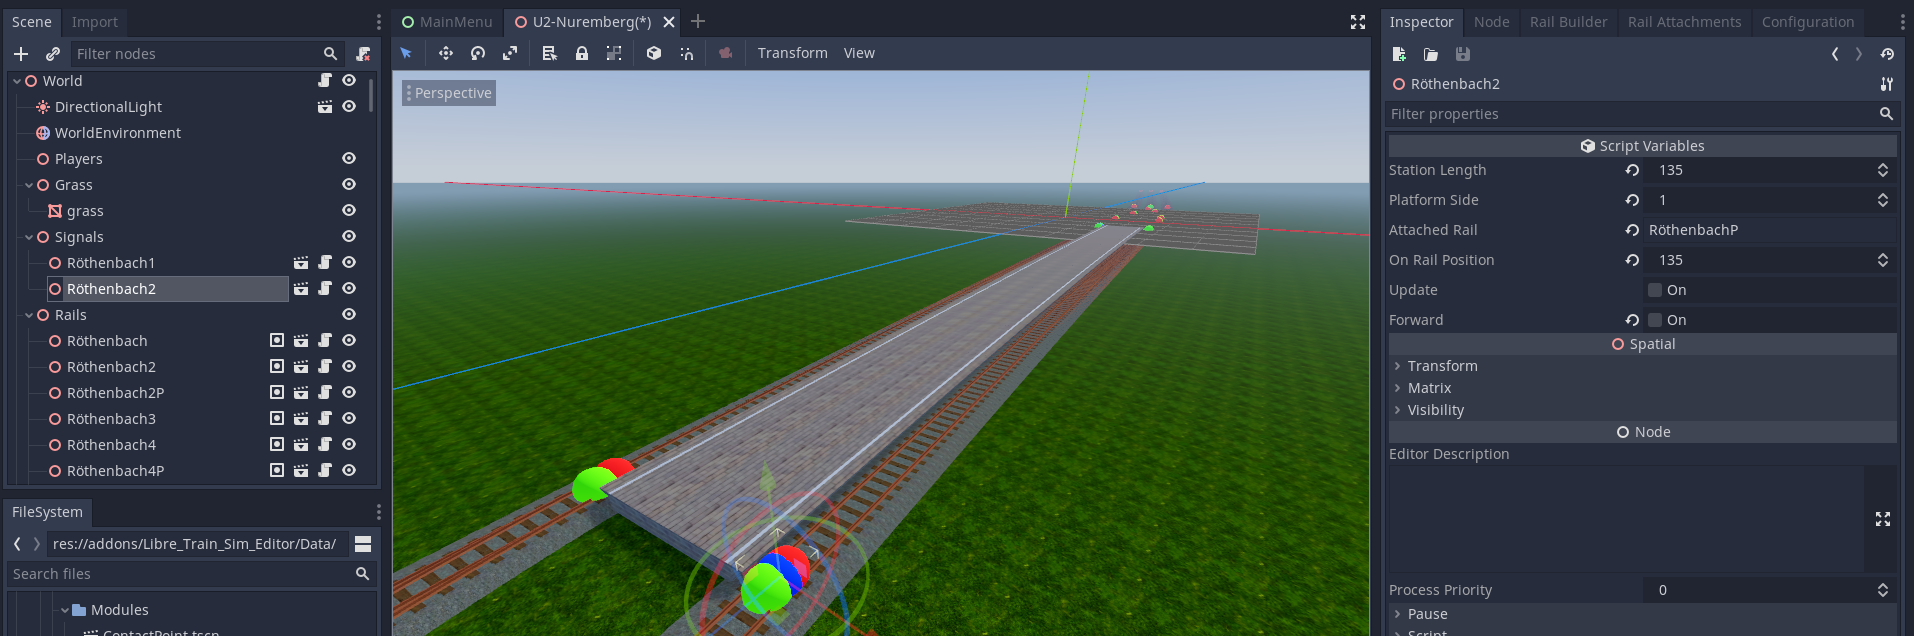 Scene
Import
Filter nodes
World
DirectionalLight
WorldEnvironment
Players
Grass
grass
Signals
Röthenbach1
Röthenbach2
Rails
Röthenbach
Röthenbach2
Röthenbach2P
Röthenbach3
Röthenbach4
Röthenbach4P
FileSystem
res://addons/Libre_Train_Sim_Editor/Data/
Search files
Modules
ContactPoint.tscn
MainMenu
U2-Nuremberg(*)
Transform
View
Perspective
Inspector
Node
Rail Builder
Rail Attachments
Configuration
Röthenbach2
Filter properties
Script Variables
Station Length 135
Platform Side 1
Attached Rail RöthenbachP
On Rail Position 135
Update On
Forward On
Spatial
Transform
Matrix
Visibility
Node
Editor Description
Process Priority 0
Pause
Script